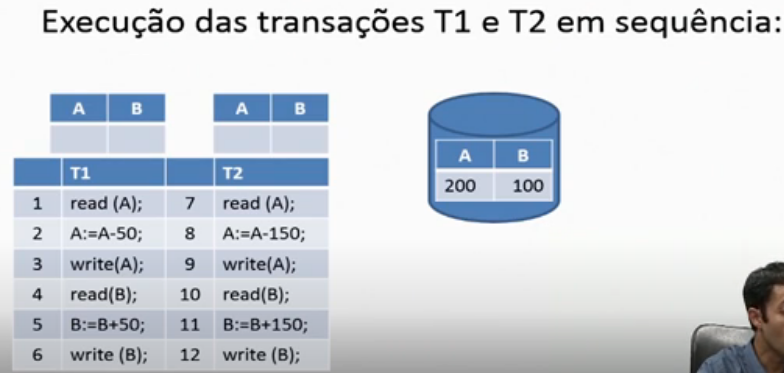 Execução das transações T1 e T2 em sequência:
A B A B
A B
200 100
T1 T2
1 read (A); 7 read (A);
2 A:=A-50; 8 A:=A-150;
3 write(A); 9 write(A);
4 read(B); 10 read(B);
5 B:=B+50; 11 B:=B+150;
6 write (B); 12 write (B);